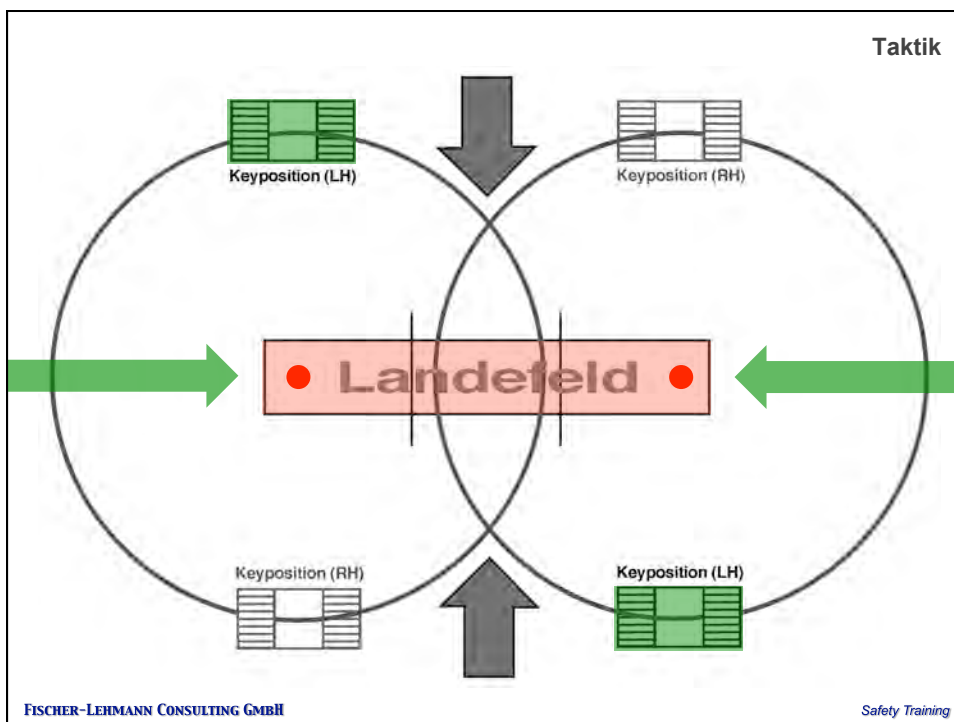 Taktik
Keyposition (LH)
Keyposition (RH)
Landefeld
Keyposition (RH)
Keyposition (LH)
Fischer-Lehmann Consulting GmbH
Safety Training